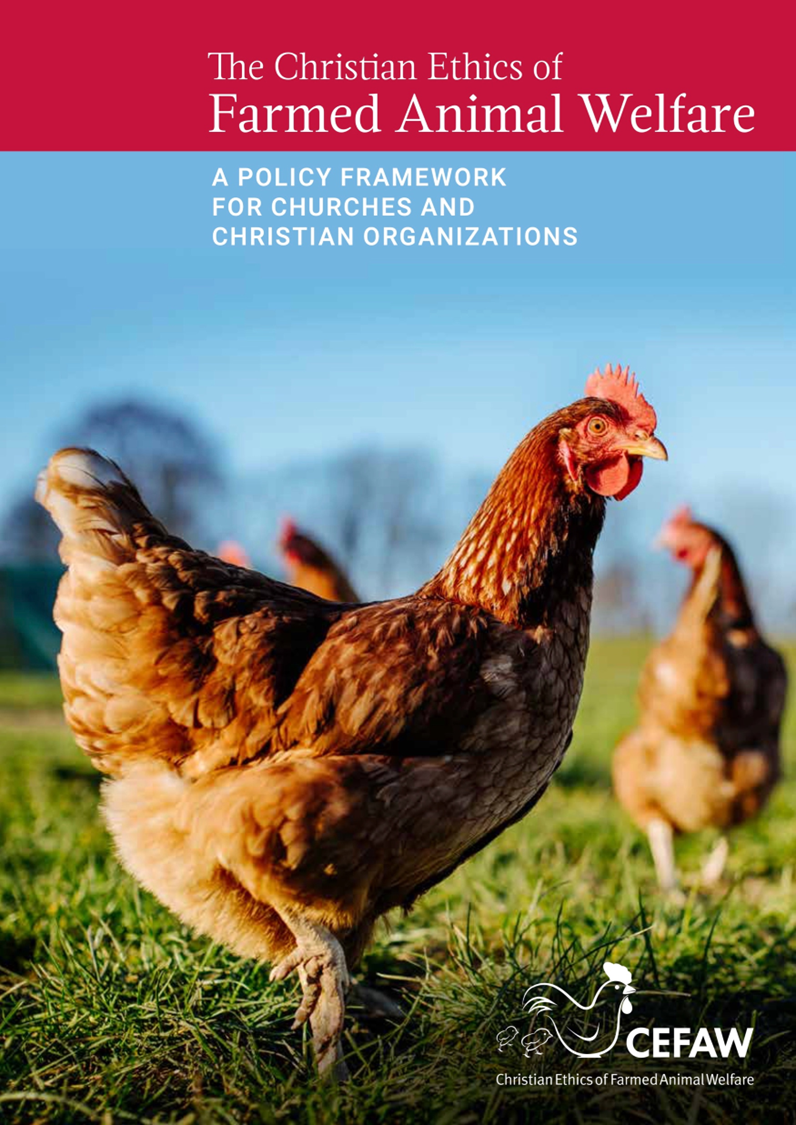 The Christian Ethics of
Farmed Animal Welfare
A POLICY FRAMEWORK
FOR CHURCHES AND
CHRISTIAN ORGANIZATIONS
CEFAW
Christian Ethics of Farmed Animal Welfare